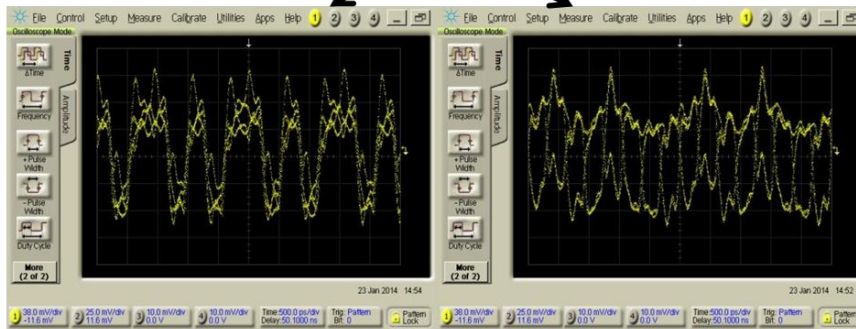 File Control Setup Measure Calibrate Utilities Apps Help 1 2 3 4
Oscilloscope Mode
Time
ΔTime
Amplitude
Frequency
+ Pulse
Width
- Pulse
Width
Duty Cycle
More
(2 of 2)
23 Jan 2014 14:54
1 38.0 mV/div
-11.6 mV
2 25.0 mV/div
11.6 mV
3 10.0 mV/div
0.0 V
4 10.0 mV/div
0.0 V
Time:500.0 ps/div
Delay:50.1000 ns
Trig: Pattern
Bit: 0
Pattern
Lock
File Control Setup Measure Calibrate Utilities Apps Help 1 2 3 4
Oscilloscope Mode
Time
ΔTime
Amplitude
Frequency
+ Pulse
Width
- Pulse
Width
Duty Cycle
More
(2 of 2)
23 Jan 2014 14:52
1 38.0 mV/div
-11.6 mV
2 25.0 mV/div
11.6 mV
3 10.0 mV/div
0.0 V
4 10.0 mV/div
0.0 V
Time:500.0 ps/div
Delay:50.1000 ns
Trig: Pattern
Bit: 0
Pattern
Lock